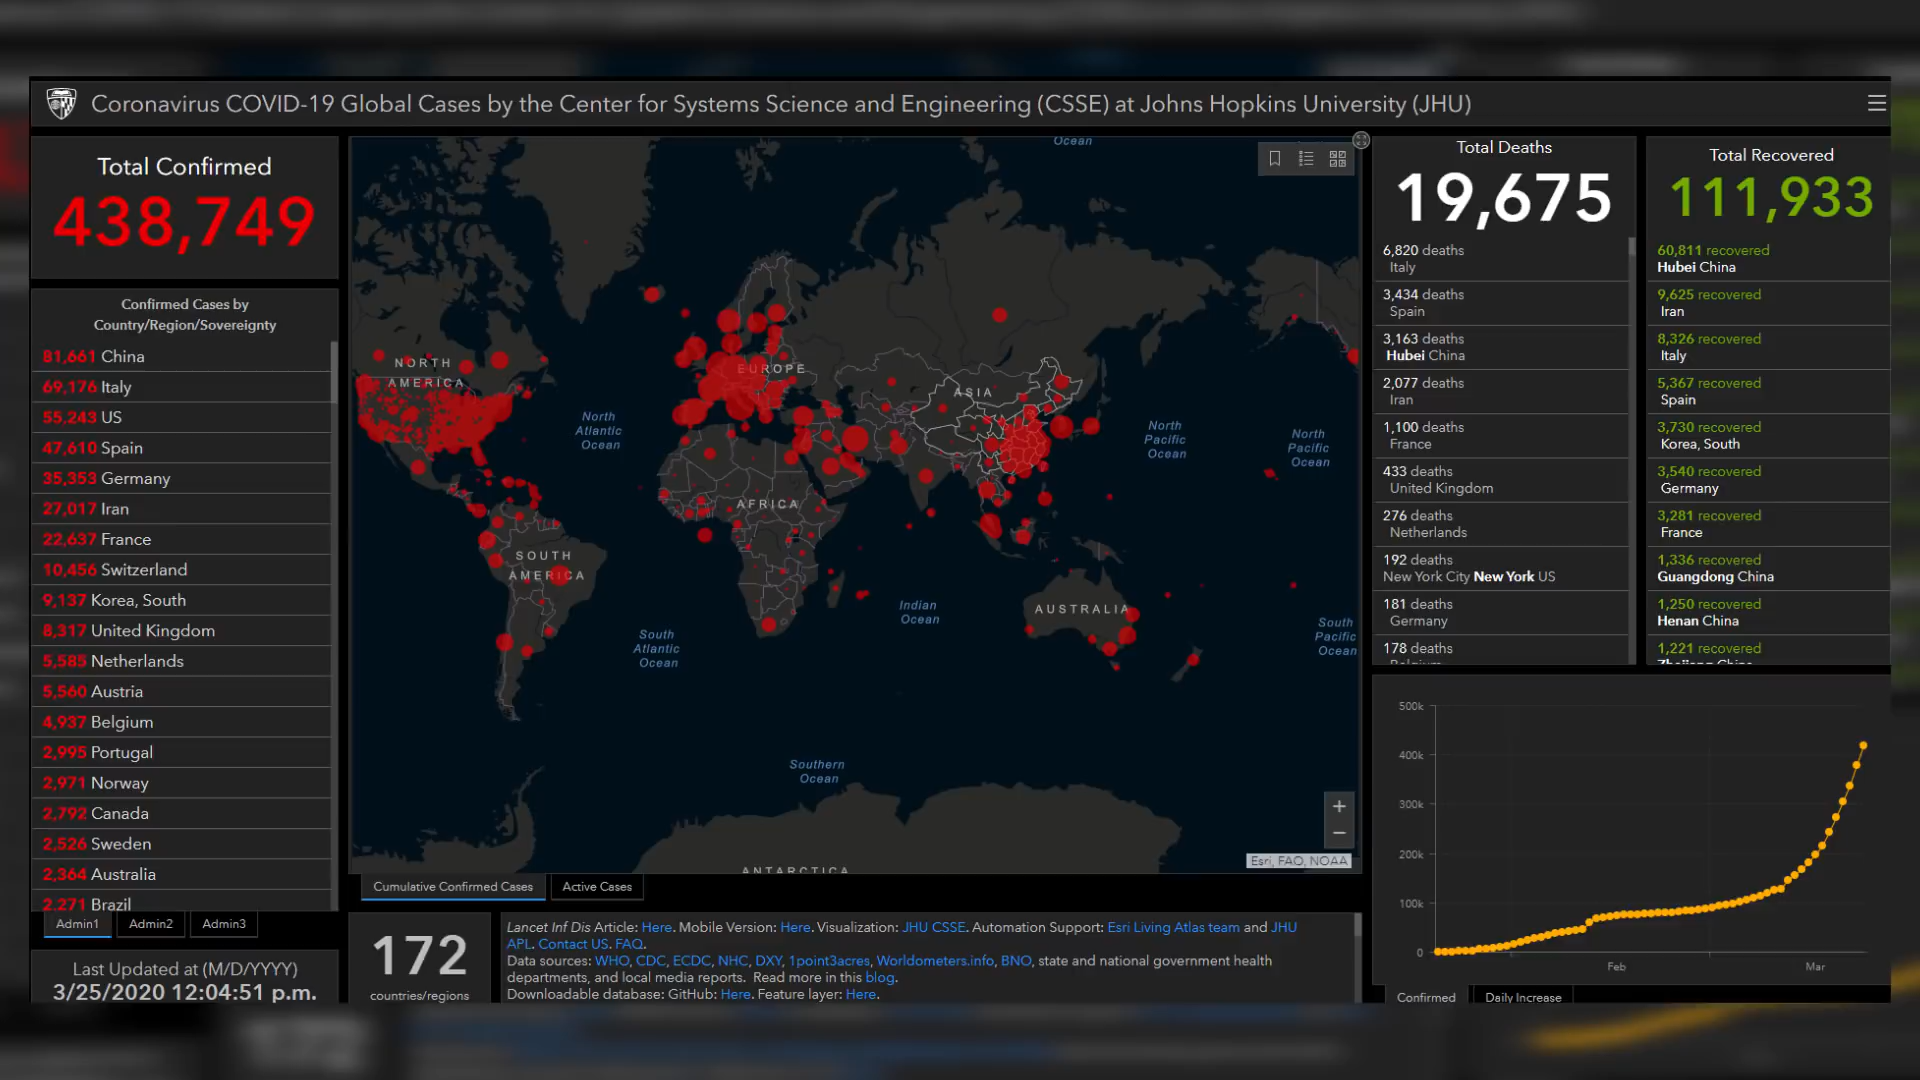 Coronavirus COVID-19 Global Cases by the Center for Systems Science and Engineering (CSSE) at Johns Hopkins University (JHU)
Total Confirmed
438,749
Confirmed Cases by
Country/Region/Sovereignty
81,661 China
69,176 Italy
55,243 US
47,610 Spain
35,353 Germany
27,017 Iran
22,637 France
10,456 Switzerland
9,137 Korea, South
8,317 United Kingdom
5,585 Netherlands
5,560 Austria
4,937 Belgium
2,995 Portugal
2,971 Norway
2,792 Canada
2,526 Sweden
2,364 Australia
2,271 Brazil
Admin1
Admin2
Admin3
Last Updated at (M/D/YYYY)
3/25/2020 12:04:51 p.m.
Ocean
NORTH
AMERICA
EUROPE
ASIA
North
Atlantic
Ocean
North
Pacific
Ocean
North
Pacific
Ocean
AFRICA
SOUTH
AMERICA
Indian
Ocean
AUSTRALIA
South
Atlantic
Ocean
South
Pacific
Ocean
Southern
Ocean
ANTARCTICA
+
−
Esri, FAO, NOAA
Cumulative Confirmed Cases
Active Cases
172
countries/regions
Lancet Inf Dis Article: Here. Mobile Version: Here. Visualization: JHU CSSE. Automation Support: Esri Living Atlas team and JHU
APL. Contact US. FAQ.
Data sources: WHO, CDC, ECDC, NHC, DXY, 1point3acres, Worldometers.info, BNO, state and national government health
departments, and local media reports. Read more in this blog.
Downloadable database: GitHub: Here. Feature layer: Here.
Total Deaths
19,675
6,820 deaths
Italy
3,434 deaths
Spain
3,163 deaths
Hubei China
2,077 deaths
Iran
1,100 deaths
France
433 deaths
United Kingdom
276 deaths
Netherlands
192 deaths
New York City New York US
181 deaths
Germany
178 deaths
Belgium
Total Recovered
111,933
60,811 recovered
Hubei China
9,625 recovered
Iran
8,326 recovered
Italy
5,367 recovered
Spain
3,730 recovered
Korea, South
3,540 recovered
Germany
3,281 recovered
France
1,336 recovered
Guangdong China
1,250 recovered
Henan China
1,221 recovered
Zhejiang China
500k
400k
300k
200k
100k
0
Feb
Mar
Confirmed
Daily Increase